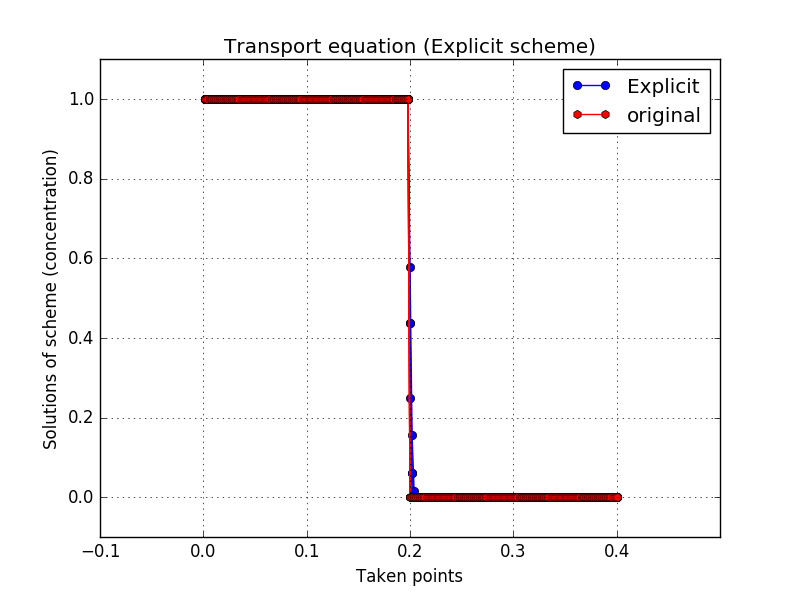 Transport equation (Explicit scheme)
Explicit
original
1.0
0.8
0.6
0.4
0.2
0.0
Solutions of scheme (concentration)
−0.1
0.0
0.1
0.2
0.3
0.4
Taken points